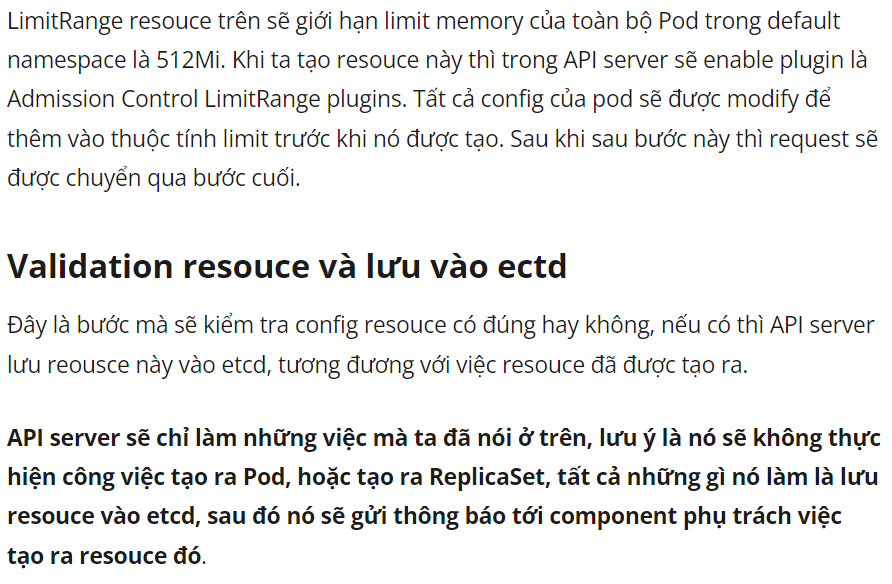 LimitRange resouce trên sẽ giới hạn limit memory của toàn bộ Pod trong default
namespace là 512Mi. Khi ta tạo resouce này thì trong API server sẽ enable plugin là
Admission Control LimitRange plugins. Tất cả config của pod sẽ được modify để
thêm vào thuộc tính limit trước khi nó được tạo. Sau khi sau bước này thì request sẽ
được chuyển qua bước cuối.
Validation resouce và lưu vào ectd
Đây là bước mà sẽ kiểm tra config resouce có đúng hay không, nếu có thì API server
lưu reousce này vào etcd, tương đương với việc resouce đã được tạo ra.
API server sẽ chỉ làm những việc mà ta đã nói ở trên, lưu ý là nó sẽ không thực
hiện công việc tạo ra Pod, hoặc tạo ra ReplicaSet, tất cả những gì nó làm là lưu
resouce vào etcd, sau đó nó sẽ gửi thông báo tới component phụ trách việc
tạo ra resouce đó.